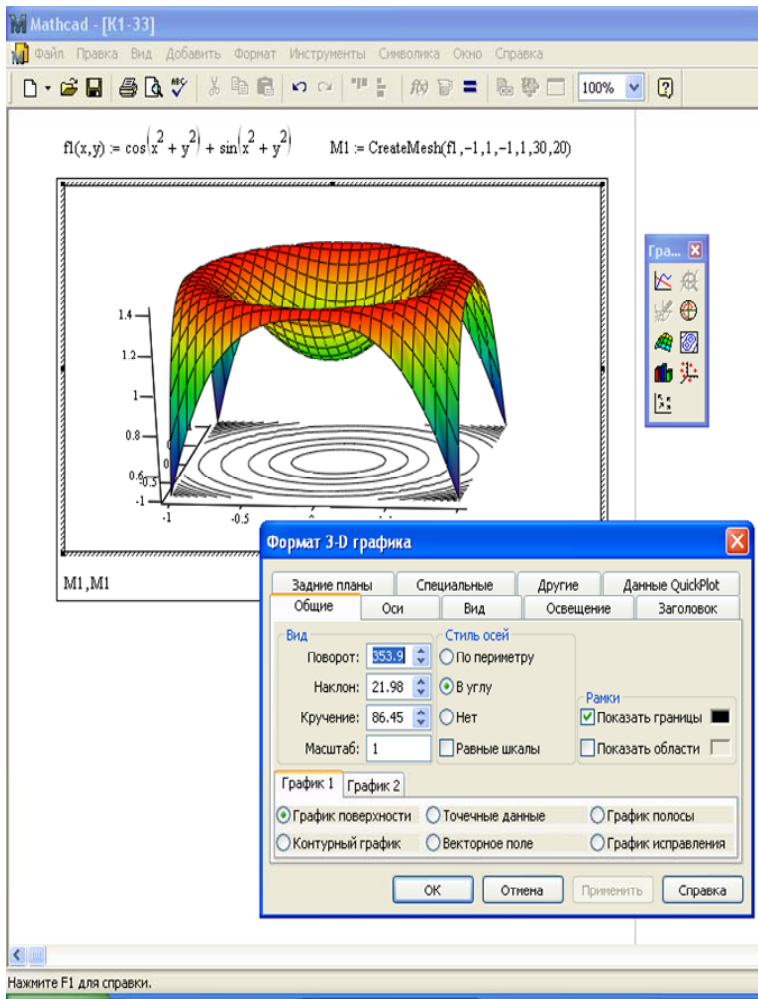 Mathcad - [K1-33]
Файл Правка Вид Добавить Формат Инструменты Символика Окно Справка
100%
f1(x,y) := cos(x² + y²) + sin(x² + y²) M1 := CreateMesh(f1,-1,1,-1,1,30,20)
Гра...
1.4
1.2
1
0.8
0.6
-0.5
-1
-1 -0.5
M1,M1
Формат 3-D графика
Задние планы Специальные Другие Данные QuickPlot
Общие Оси Вид Освещение Заголовок
Вид Стиль осей
Поворот: 353.9 По периметру
Наклон: 21.98 В углу
Рамки
Кручение: 86.45 Нет Показать границы
Масштаб: 1 Равные шкалы Показать области
График 1 График 2
График поверхности Точечные данные График полосы
Контурный график Векторное поле График исправления
OK Отмена Применить Справка
Нажмите F1 для справки.